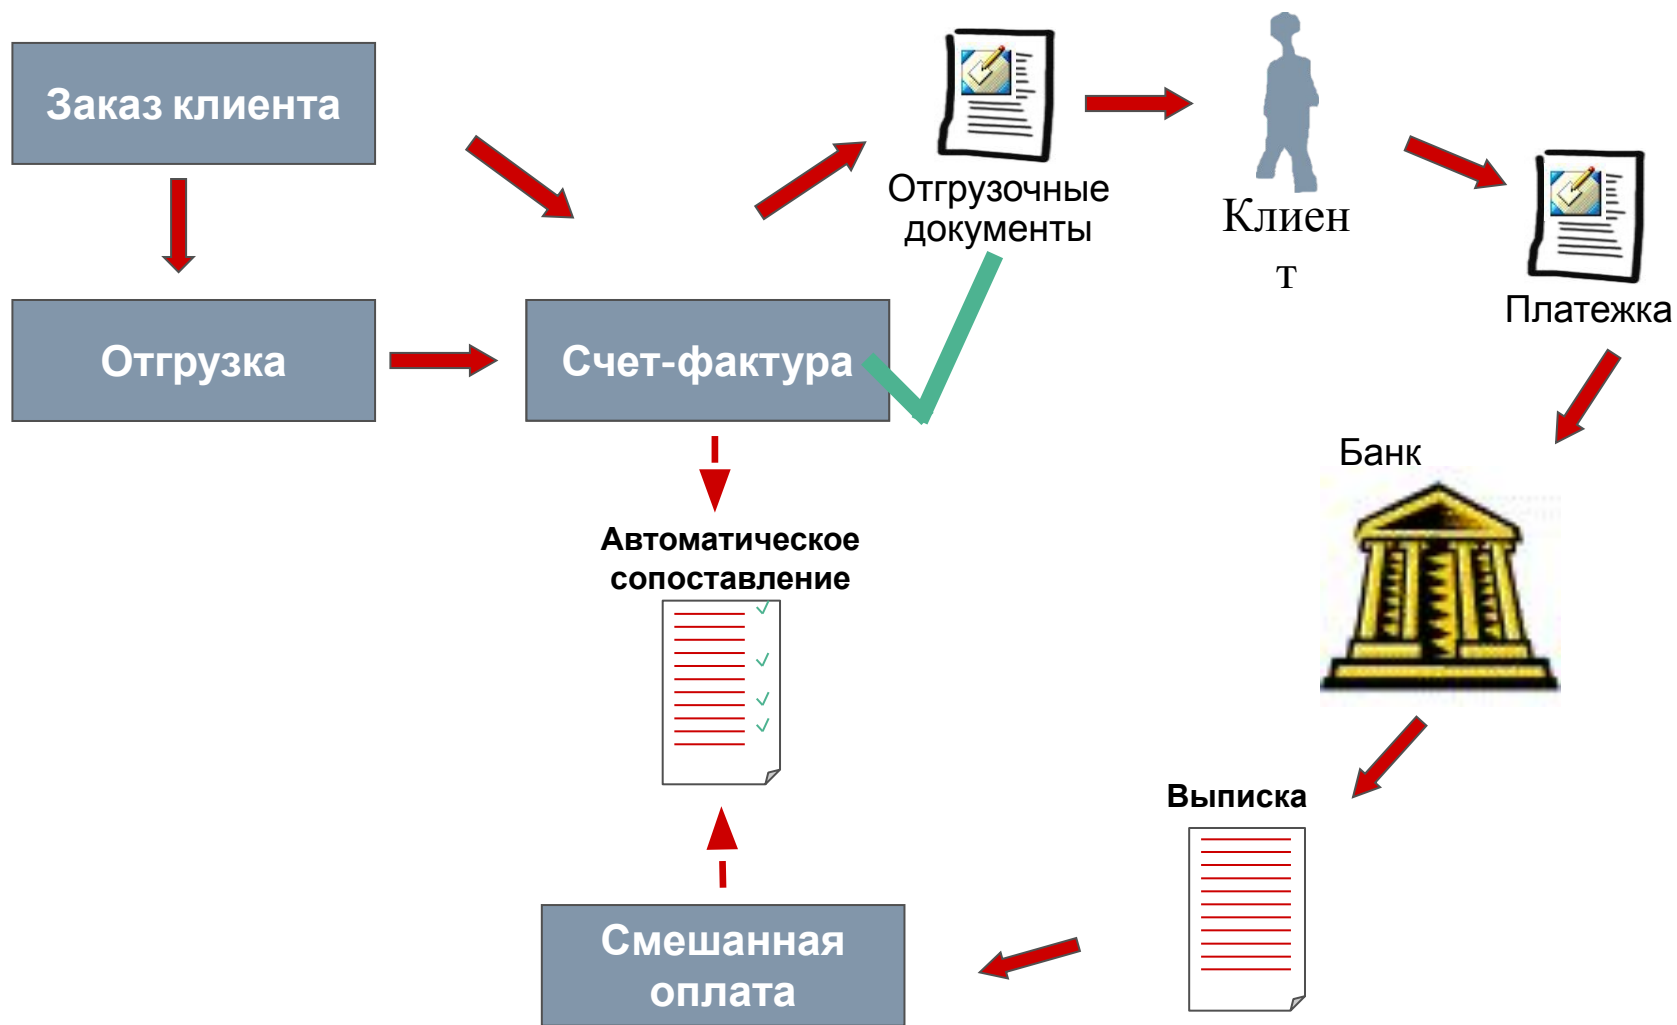 Заказ клиента
Отгрузочные
документы
Клиен
т
Платежка
Отгрузка
Счет-фактура
Банк
Автоматическое
сопоставление
Выписка
Смешанная
оплата